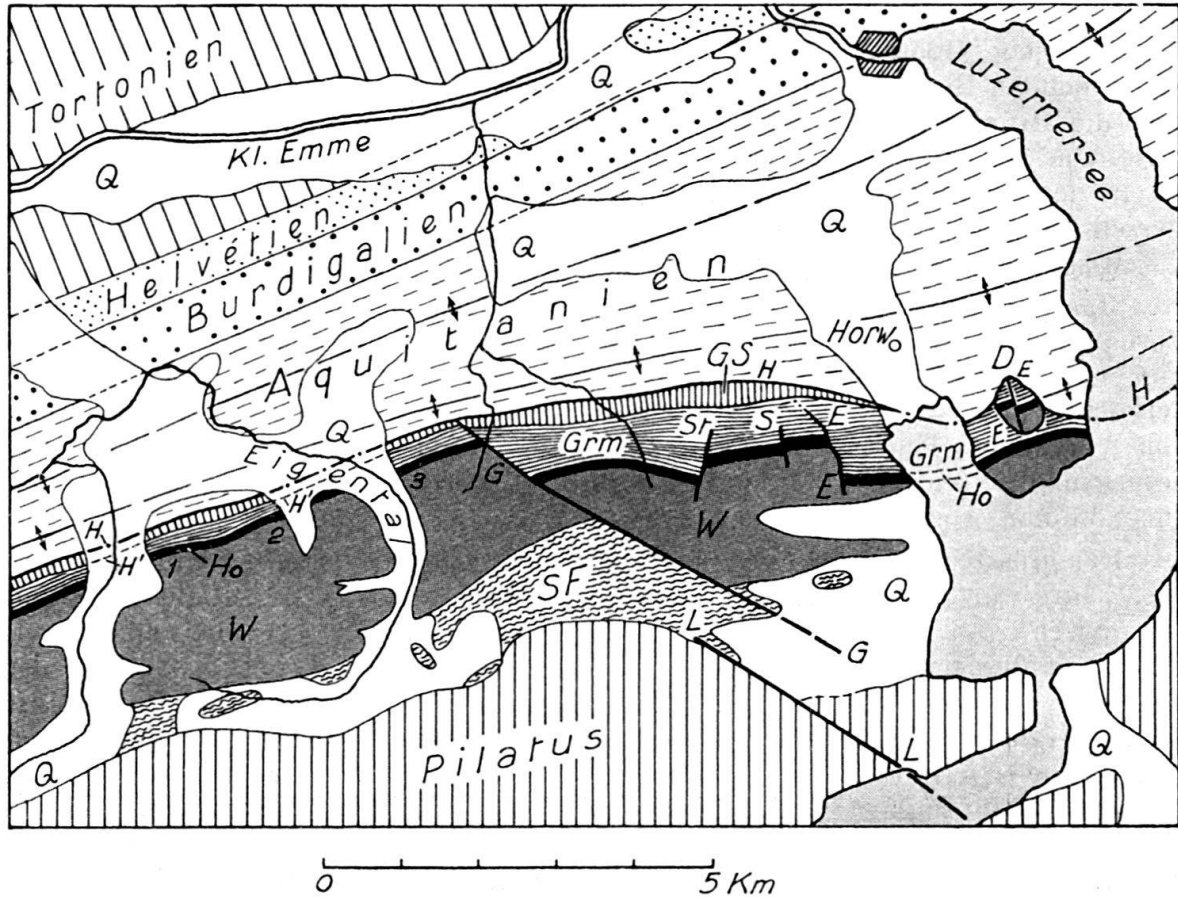 Tortonien
Q
Luzernersee
Q
Kl. Emme
Helvétien
Burdigalien
Q
Q
Aquitanien
Horw
GS
H
D
E
H
Q
Eigental
Grm
Sr
S
E
E
Grm
3
G
H'
2
H
H'
1
Ho
E
Ho
W
W
SF
L
Q
G
Q
Pilatus
L
Q
0
5 Km